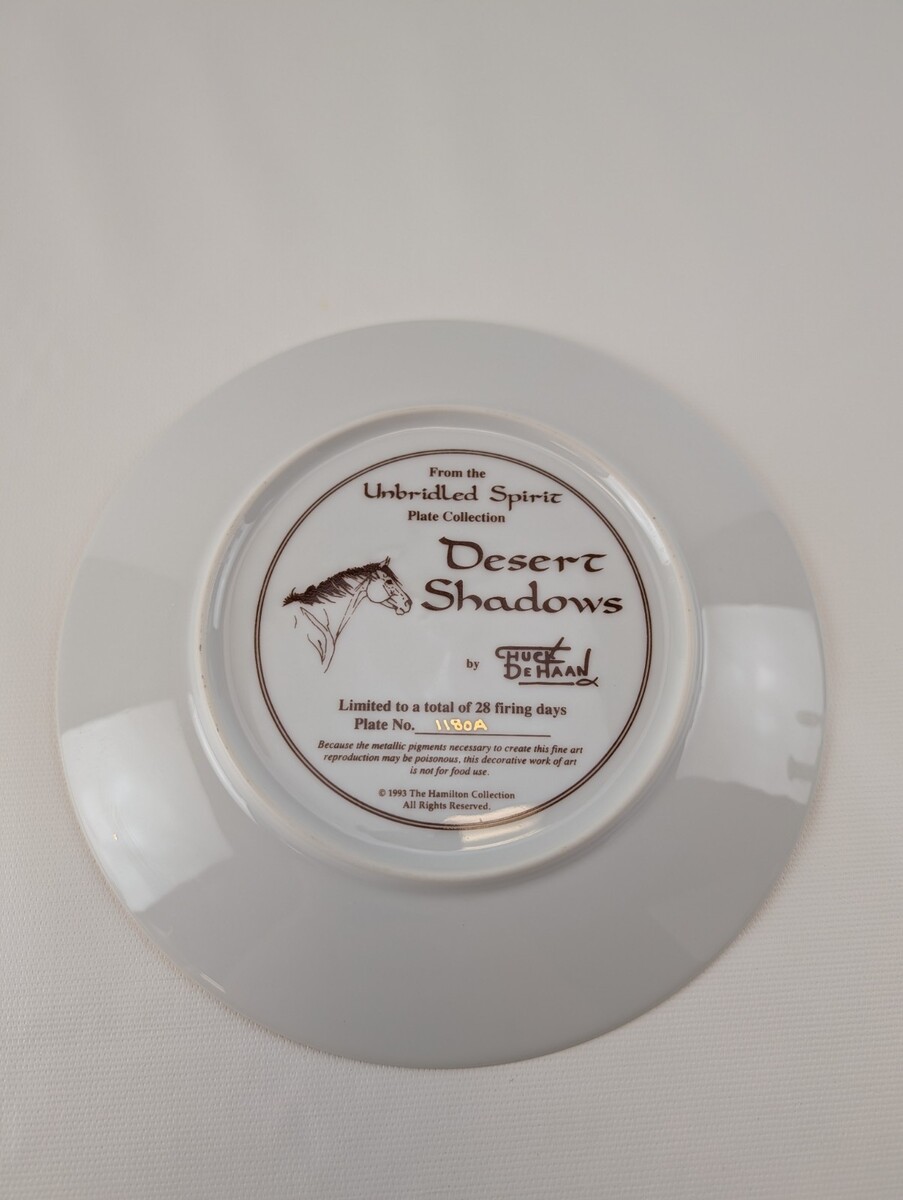 From the
Unbridled Spirit
Plate Collection
Desert
Shadows
by CHUCK
DEHAAN
Limited to a total of 28 firing days
Plate No. 1180A
Because the metallic pigments necessary to create this fine art
reproduction may be poisonous, this decorative work of art
is not for food use.
© 1993 The Hamilton Collection
All Rights Reserved.